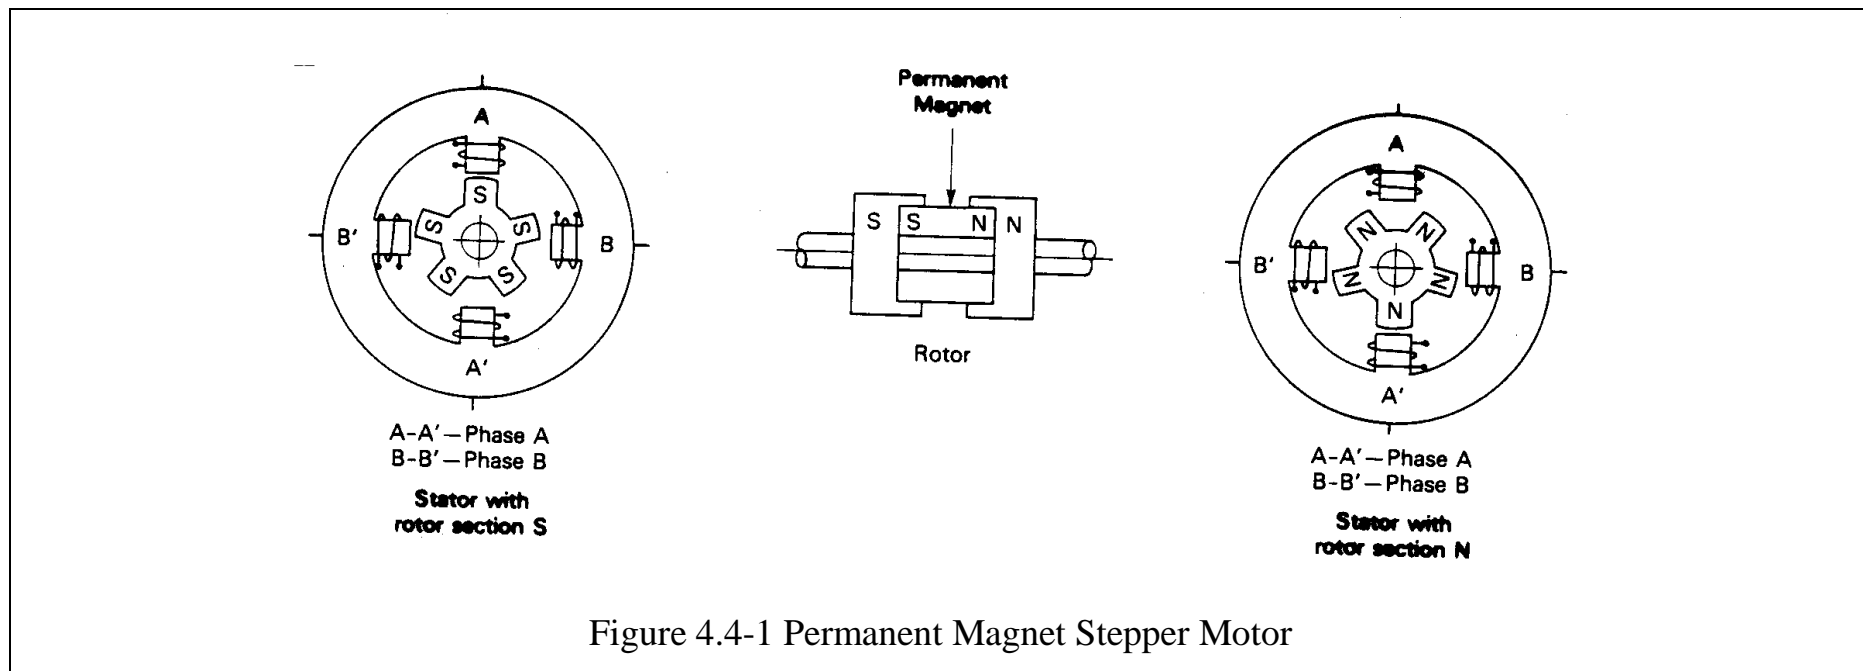 A
B'
S
S
S
S
S
B
A'
A-A'—Phase A
B-B'—Phase B
Stator with
rotor section S
Permanent
Magnet
S
S
N
N
Rotor
A
B'
N
N
N
N
N
B
A'
A-A'—Phase A
B-B'—Phase B
Stator with
rotor section N
Figure 4.4-1 Permanent Magnet Stepper Motor